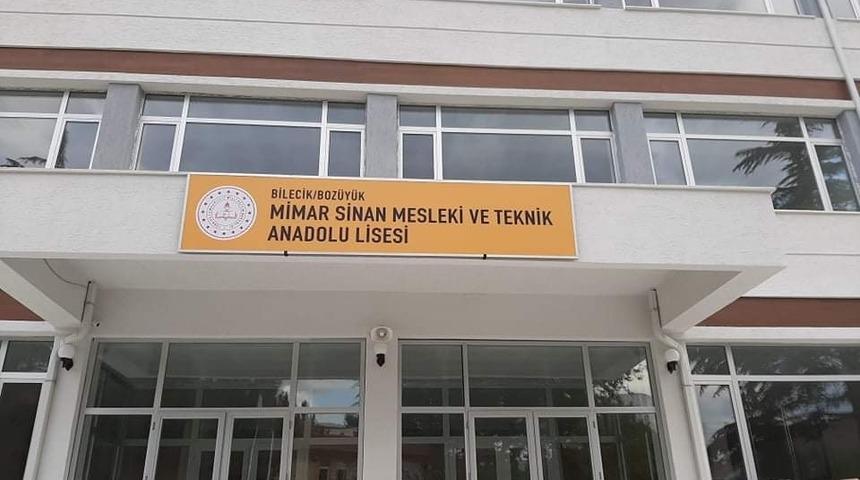 BİLECİK/BOZÜYÜK
MİMAR SİNAN MESLEKİ VE TEKNİK
ANADOLU LİSESİ